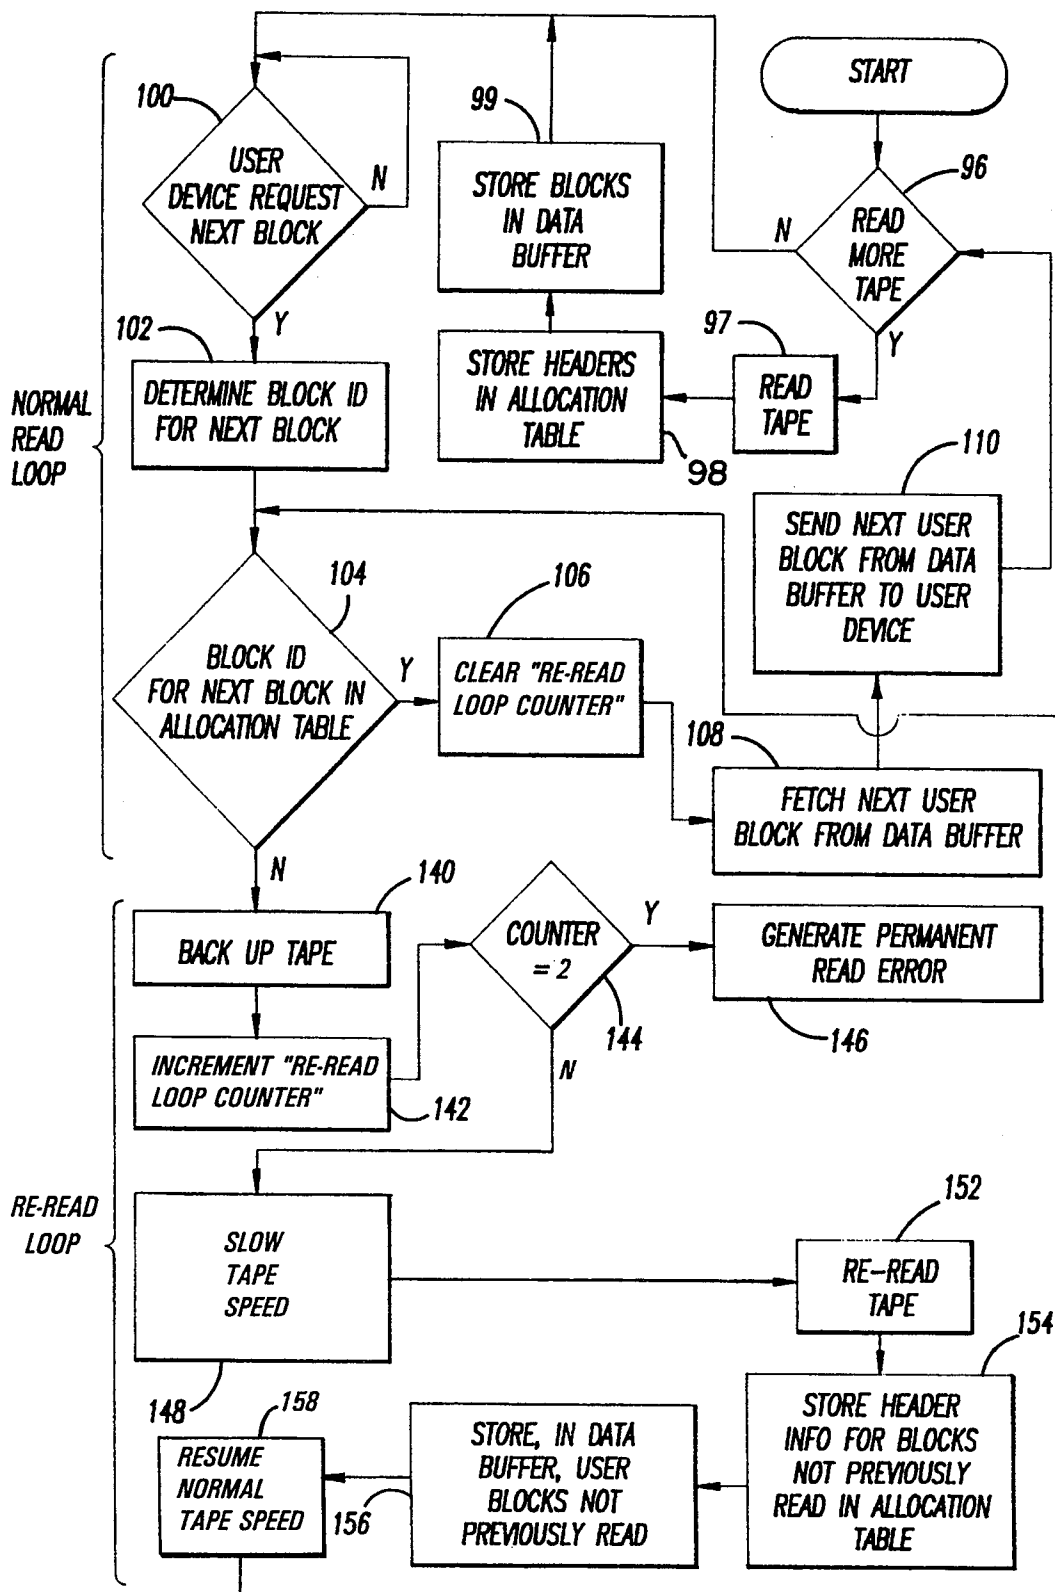 START
96
READ
MORE
TAPE
N
Y
97
READ
TAPE
98
STORE HEADERS
IN ALLOCATION
TABLE
99
STORE BLOCKS
IN DATA
BUFFER
NORMAL
READ
LOOP
100
USER
DEVICE REQUEST
NEXT BLOCK
N
Y
102
DETERMINE BLOCK ID
FOR NEXT BLOCK
104
BLOCK ID
FOR NEXT BLOCK IN
ALLOCATION TABLE
Y
N
106
CLEAR "RE-READ
LOOP COUNTER"
108
FETCH NEXT USER
BLOCK FROM DATA BUFFER
110
SEND NEXT USER
BLOCK FROM DATA
BUFFER TO USER
DEVICE
RE-READ
LOOP
140
BACK UP TAPE
INCREMENT "RE-READ
LOOP COUNTER"
142
COUNTER
= 2
144
Y
N
GENERATE PERMANENT
READ ERROR
146
SLOW
TAPE
SPEED
148
152
RE-READ
TAPE
154
STORE HEADER
INFO FOR BLOCKS
NOT PREVIOUSLY
READ IN ALLOCATION
TABLE
STORE, IN DATA
BUFFER, USER
BLOCKS NOT
PREVIOUSLY READ
156
158
RESUME
NORMAL
TAPE SPEED